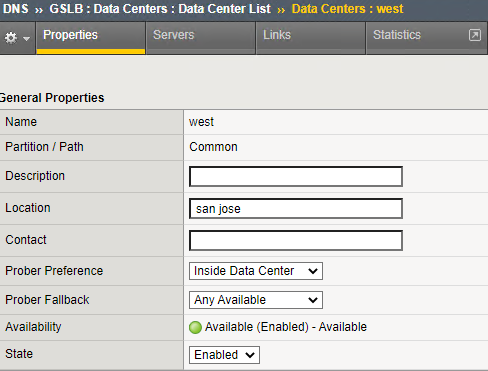 DNS ›› GSLB : Data Centers : Data Center List ›› Data Centers : west
Properties Servers Links Statistics
General Properties
Name west
Partition / Path Common
Description
Location san jose
Contact
Prober Preference Inside Data Center
Prober Fallback Any Available
Availability Available (Enabled) - Available
State Enabled